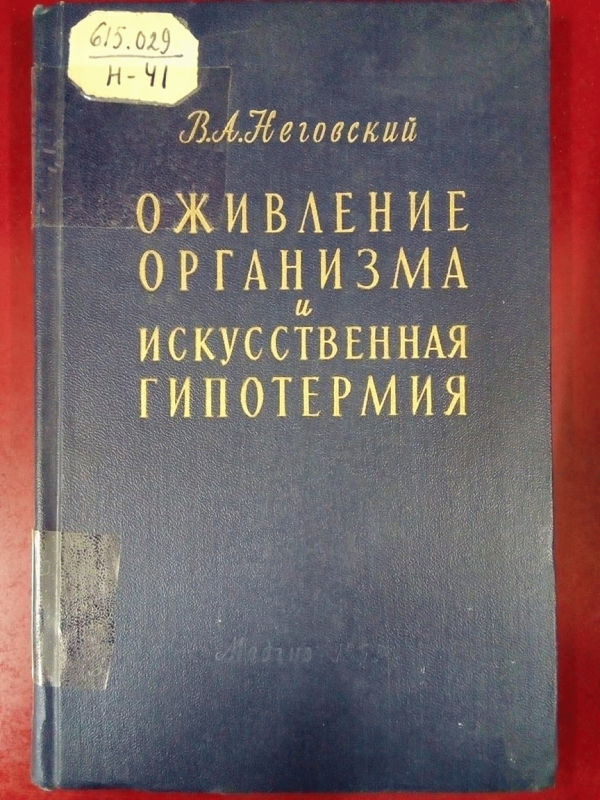 615.029
Н-41
В.А.Неговский
ОЖИВЛЕНИЕ
ОРГАНИЗМА
и
ИСКУССТВЕННАЯ
ГИПОТЕРМИЯ